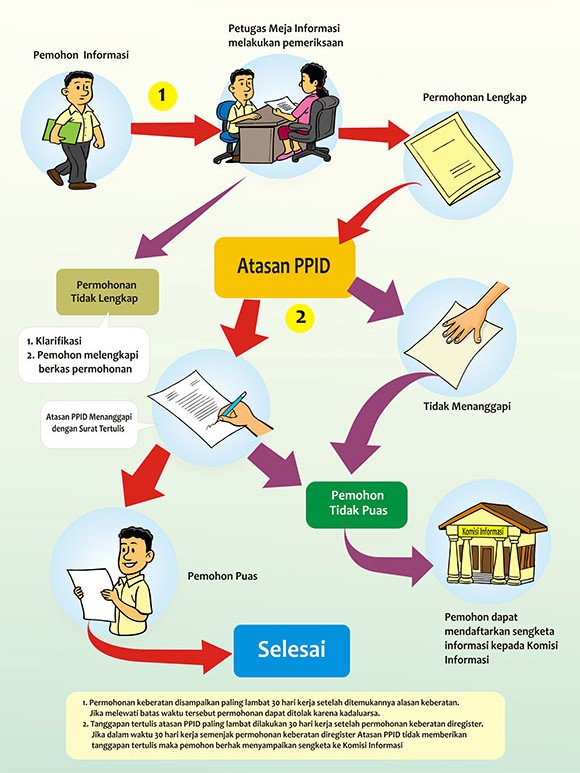 Petugas Meja Informasi
melakukan pemeriksaan
Pemohon Informasi
1
Permohonan Lengkap
Atasan PPID
Permohonan
Tidak Lengkap
2
1. Klarifikasi
2. Pemohon melengkapi
berkas permohonan
Tidak Menanggapi
Atasan PPID Menanggapi
dengan Surat Tertulis
Pemohon
Tidak Puas
Komisi Informasi
Pemohon Puas
Pemohon dapat
mendaftarkan sengketa
informasi kepada Komisi
Informasi
Selesai
1. Permohonan keberatan disampaikan paling lambat 30 hari kerja setelah ditemukannya alasan keberatan.
Jika melewati batas waktu tersebut permohonan dapat ditolak karena kadaluarsa.
2. Tanggapan tertulis atasan PPID paling lambat dilakukan 30 hari kerja setelah permohonan keberatan diregister.
Jika dalam waktu 30 hari kerja semenjak permohonan keberatan diregister Atasan PPID tidak memberikan
tanggapan tertulis maka pemohon berhak menyampaikan sengketa ke Komisi Informasi